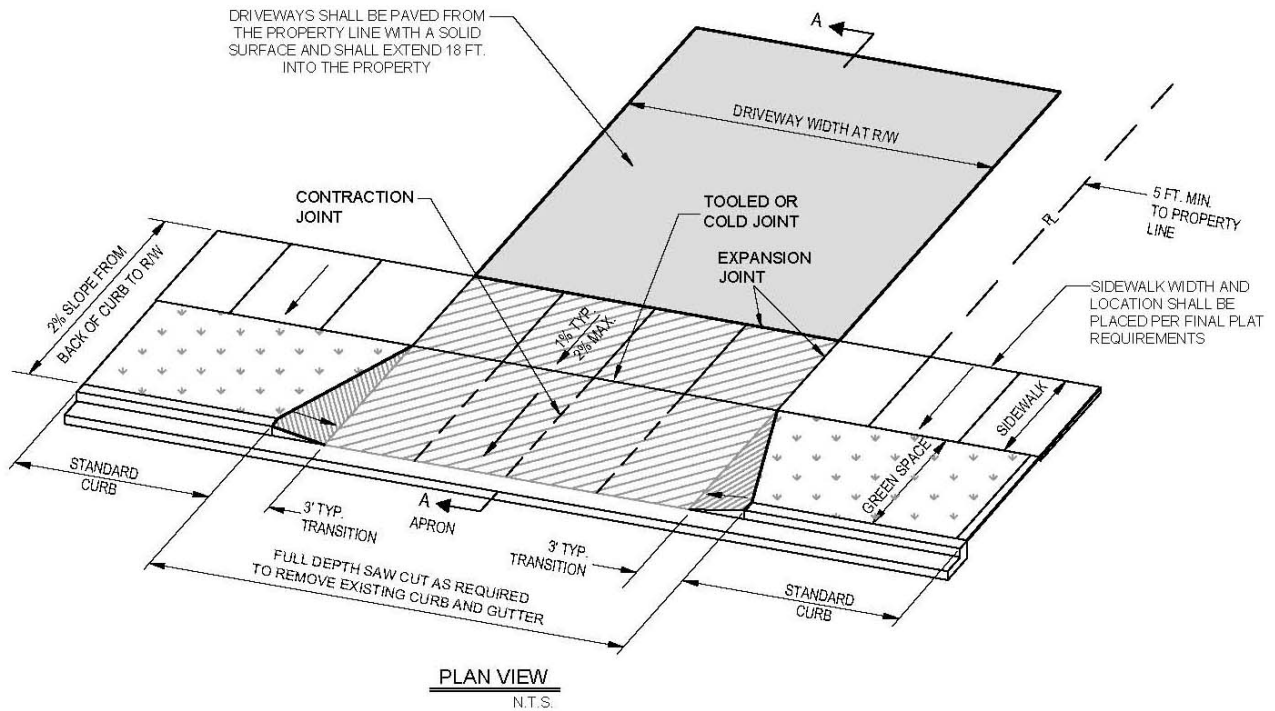 DRIVEWAYS SHALL BE PAVED FROM
THE PROPERTY LINE WITH A SOLID
SURFACE AND SHALL EXTEND 18 FT.
INTO THE PROPERTY
A
DRIVEWAY WIDTH AT R/W
CONTRACTION
JOINT
TOOLED OR
COLD JOINT
EXPANSION
JOINT
5 FT. MIN.
TO PROPERTY
LINE
PL
2% SLOPE FROM
BACK OF CURB TO R/W
1% TYP.
2% MAX.
SIDEWALK WIDTH AND
LOCATION SHALL BE
PLACED PER FINAL PLAT
REQUIREMENTS
SIDEWALK
GREEN SPACE
STANDARD
CURB
3' TYP.
TRANSITION
A
APRON
3' TYP.
TRANSITION
FULL DEPTH SAW CUT AS REQUIRED
TO REMOVE EXISTING CURB AND GUTTER
STANDARD
CURB
PLAN VIEW
N.T.S.